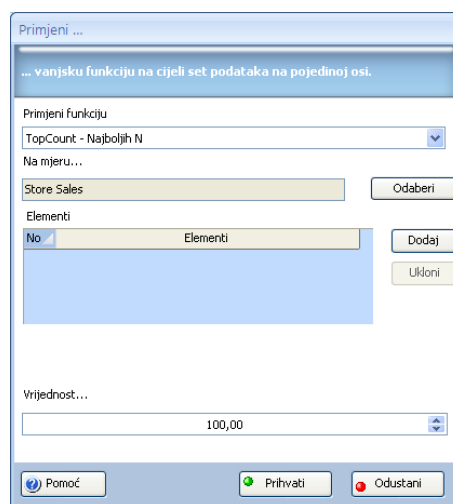 Primjeni ...
... vanjsku funkciju na cijeli set podataka na pojedinoj osi.
Primjeni funkciju
TopCount - Najboljih N
Na mjeru...
Store Sales
Odaberi
Elementi
No Elementi
Dodaj
Ukloni
Vrijednost...
100,00
Pomoć Prihvati Odustani